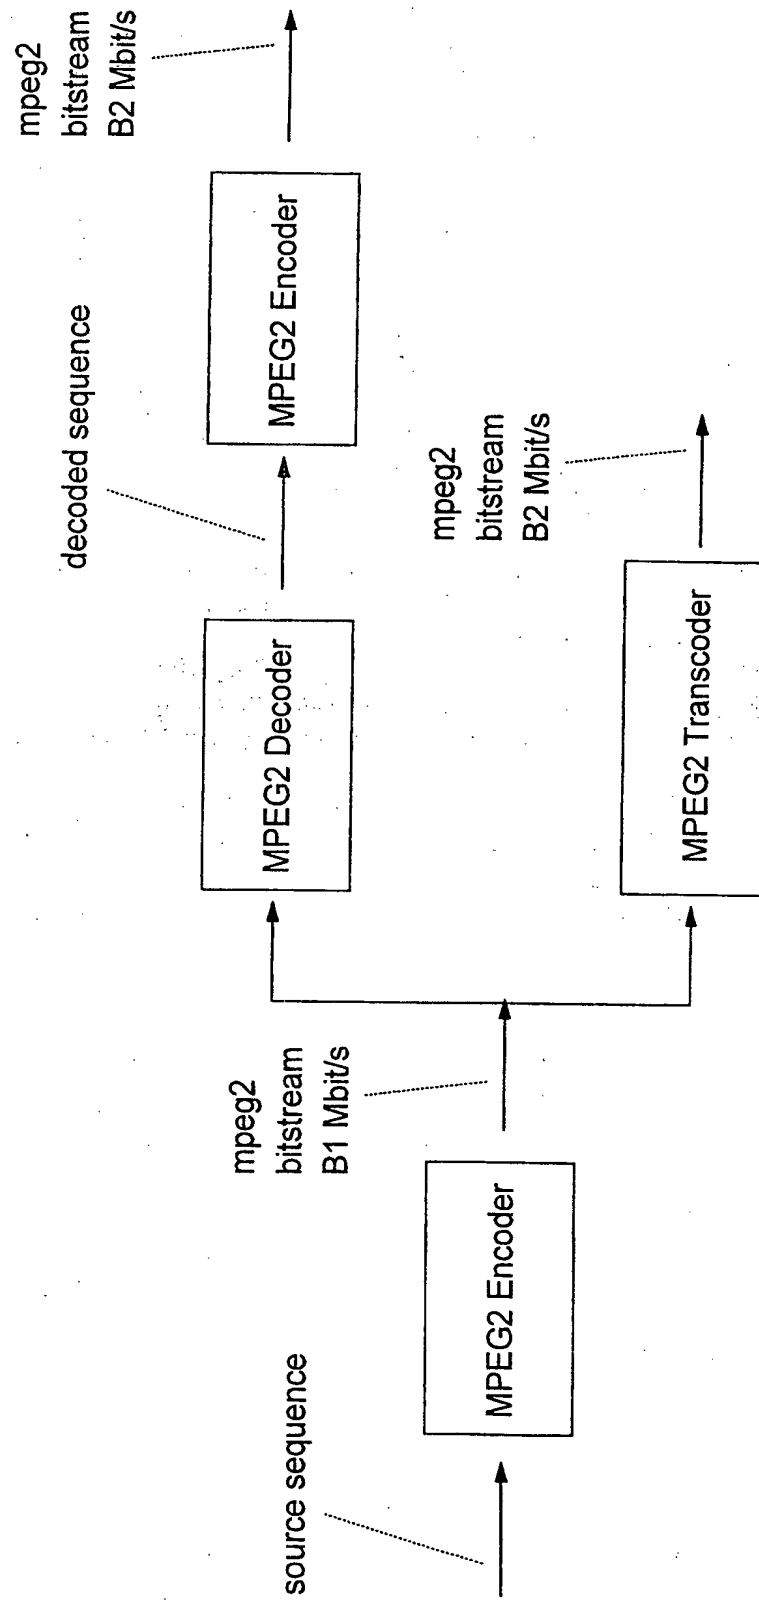 source sequence
MPEG2 Encoder
mpeg2
bitstream
B1 Mbit/s
MPEG2 Decoder
decoded sequence
MPEG2 Encoder
mpeg2
bitstream
B2 Mbit/s
MPEG2 Transcoder
mpeg2
bitstream
B2 Mbit/s